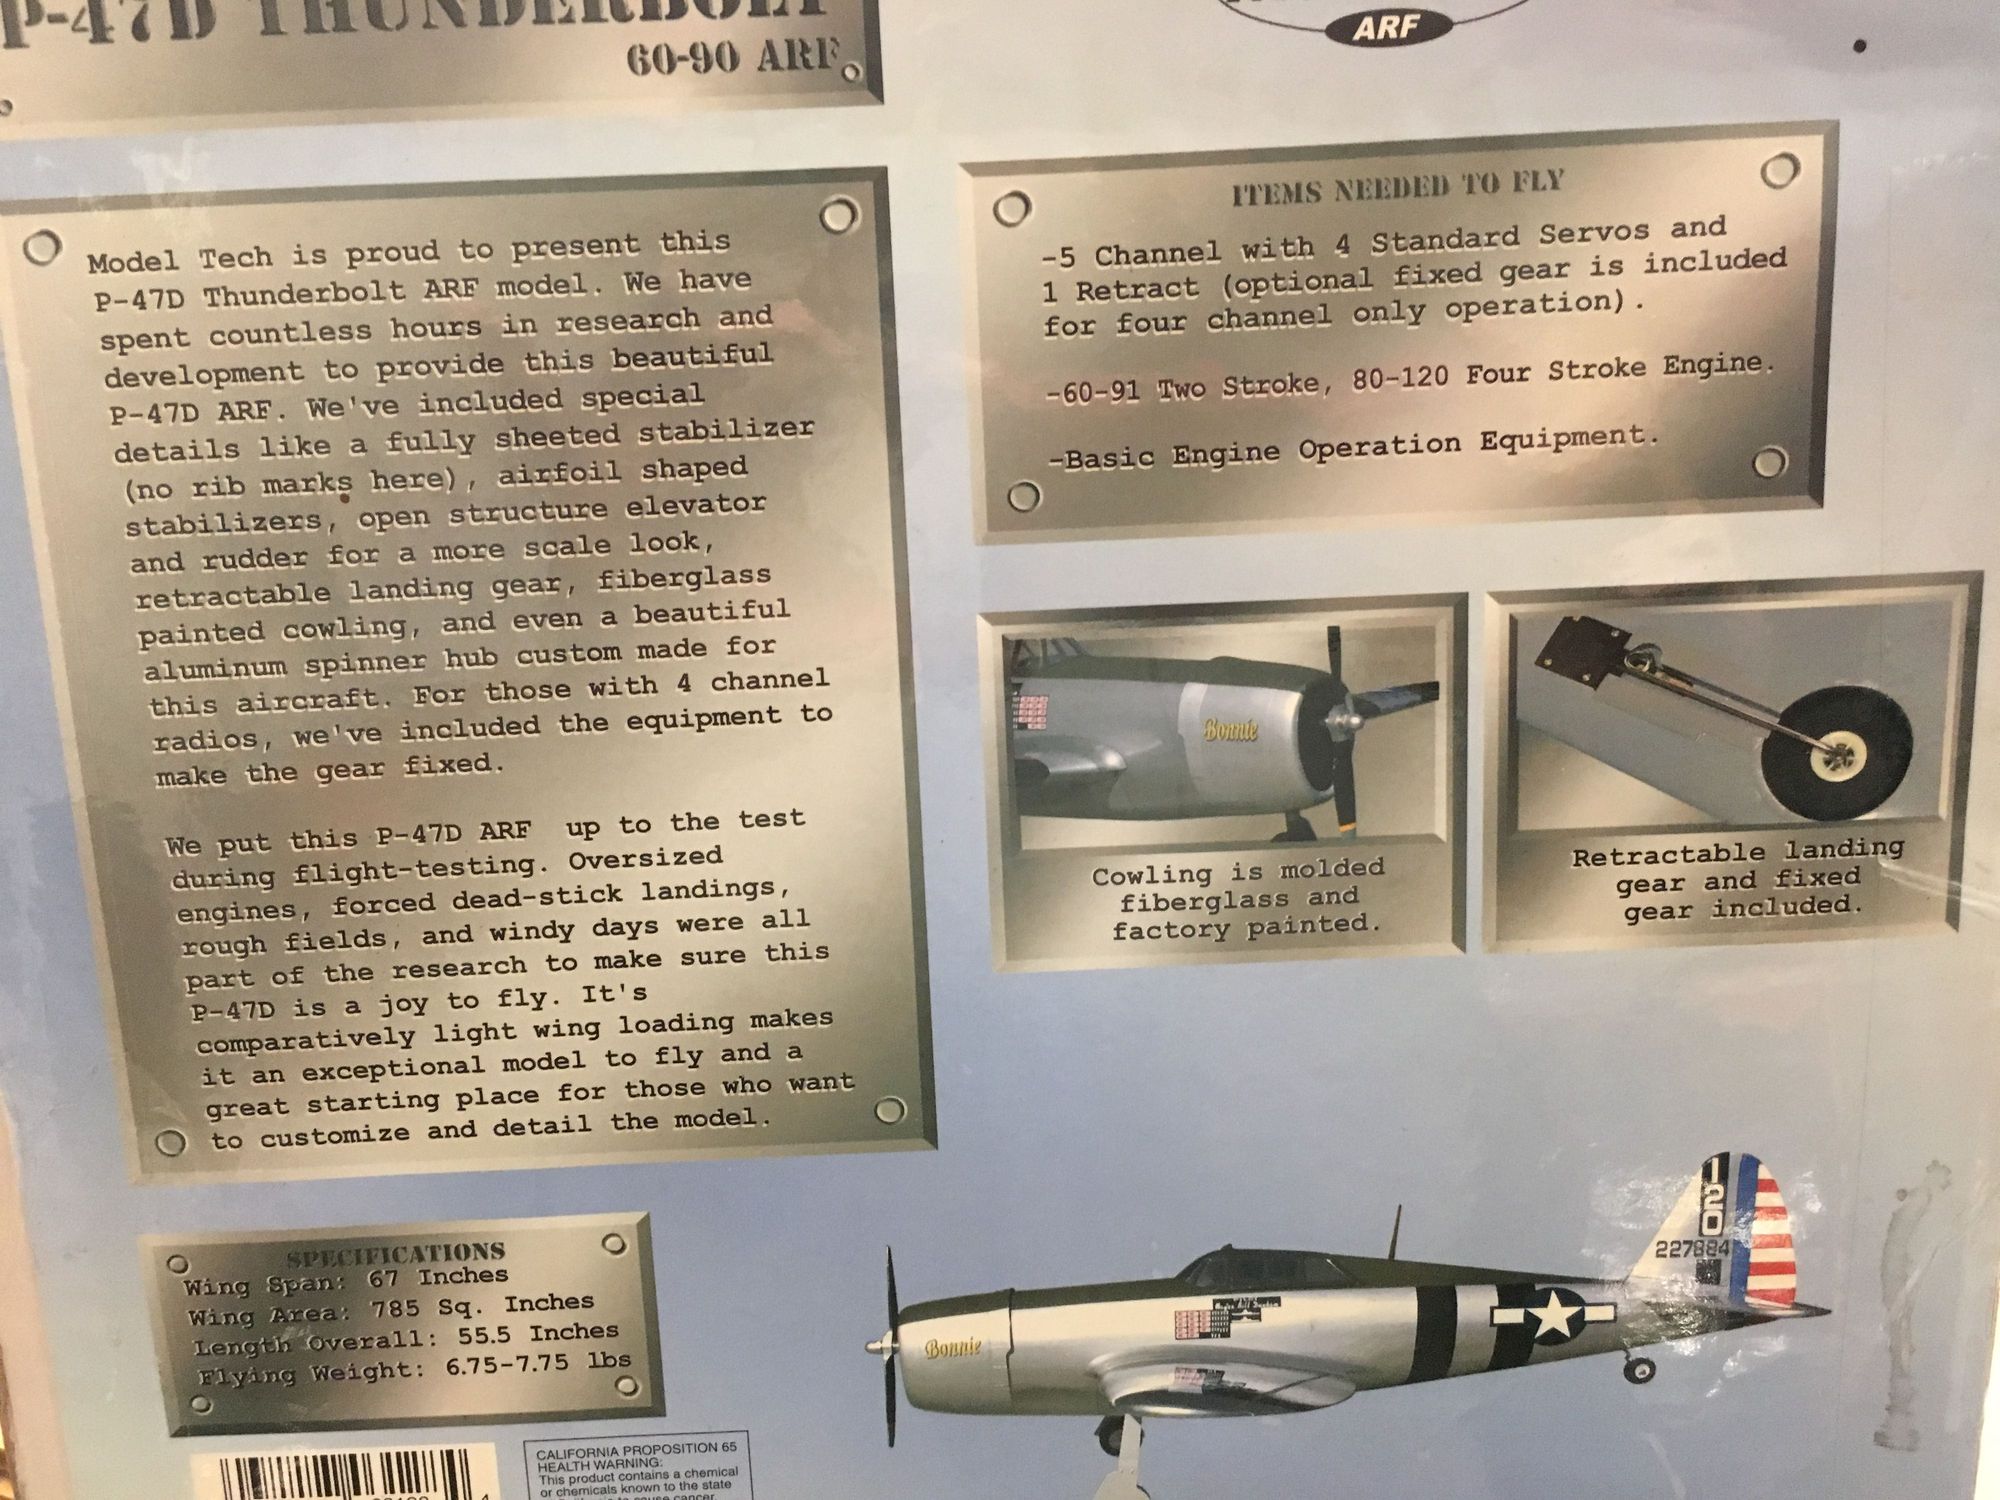 P-47D THUNDERBOLT
60-90 ARF
ARF
Model Tech is proud to present this
P-47D Thunderbolt ARF model. We have
spent countless hours in research and
development to provide this beautiful
P-47D ARF. We've included special
details like a fully sheeted stabilizer
(no rib marks here), airfoil shaped
stabilizers, open structure elevator
and rudder for a more scale look,
retractable landing gear, fiberglass
painted cowling, and even a beautiful
aluminum spinner hub custom made for
this aircraft. For those with 4 channel
radios, we've included the equipment to
make the gear fixed.
We put this P-47D ARF up to the test
during flight-testing. Oversized
engines, forced dead-stick landings,
rough fields, and windy days were all
part of the research to make sure this
P-47D is a joy to fly. It's
comparatively light wing loading makes
it an exceptional model to fly and a
great starting place for those who want
to customize and detail the model.
ITEMS NEEDED TO FLY
-5 Channel with 4 Standard Servos and
1 Retract (optional fixed gear is included
for four channel only operation).
-60-91 Two Stroke, 80-120 Four Stroke Engine.
-Basic Engine Operation Equipment.
Bonnie
Cowling is molded
fiberglass and
factory painted.
Retractable landing
gear and fixed
gear included.
SPECIFICATIONS
Wing Span: 67 Inches
Wing Area: 785 Sq. Inches
Length Overall: 55.5 Inches
Flying Weight: 6.75-7.75 lbs
120
227884
Bonnie
CALIFORNIA PROPOSITION 65
HEALTH WARNING:
This product contains a chemical
or chemicals known to the state